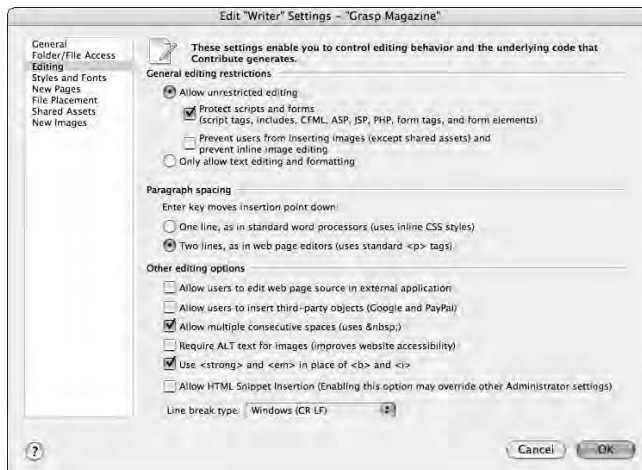 Edit "Writer" Settings - "Grasp Magazine"
General
Folder/File Access
Editing
Styles and Fonts
New Pages
File Placement
Shared Assets
New Images
These settings enable you to control editing behavior and the underlying code that
Contribute generates.
General editing restrictions
Allow unrestricted editing
Protect scripts and forms
(script tags, includes, CFML, ASP, JSP, PHP, form tags, and form elements)
Prevent users from inserting images (except shared assets) and
prevent inline image editing
Only allow text editing and formatting
Paragraph spacing
Enter key moves insertion point down:
One line, as in standard word processors (uses inline CSS styles)
Two lines, as in web page editors (uses standard <p> tags)
Other editing options
Allow users to edit web page source in external application
Allow users to insert third-party objects (Google and PayPal)
Allow multiple consecutive spaces (uses &nbsp;)
Require ALT text for images (improves website accessibility)
Use <strong> and <em> in place of <b> and <i>
Allow HTML Snippet Insertion (Enabling this option may override other Administrator settings)
Line break type: Windows (CR LF)
?
Cancel
OK